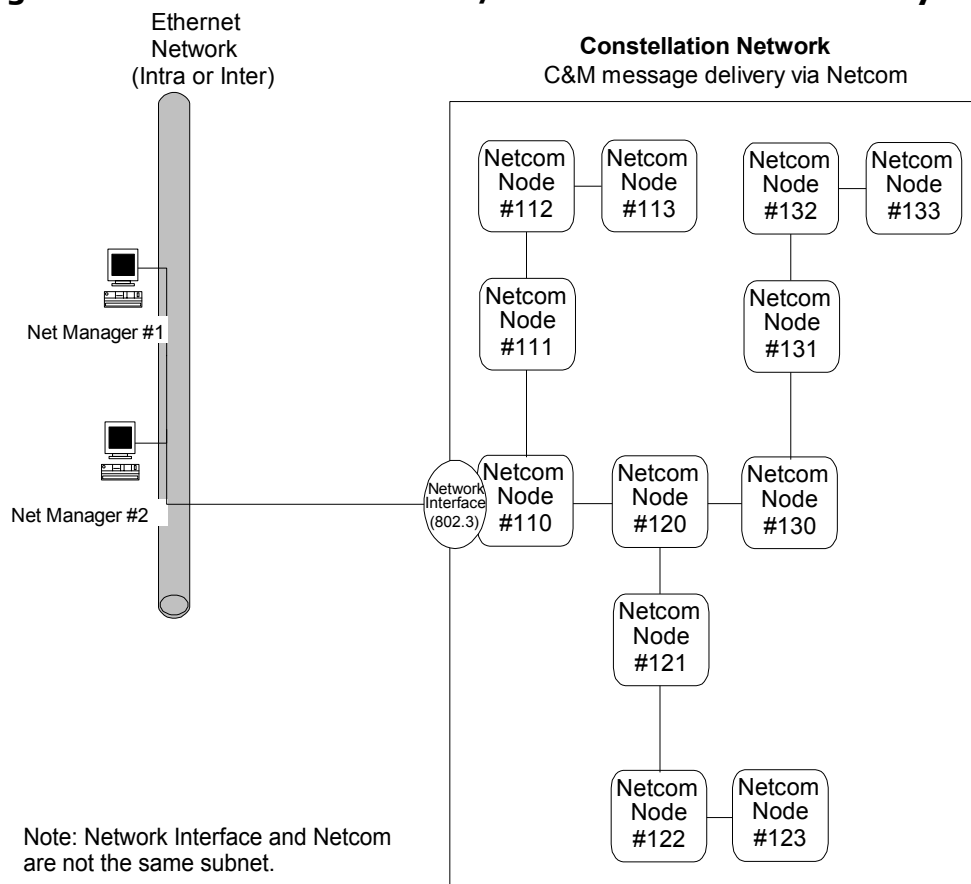 Ethernet
Network
(Intra or Inter)
Constellation Network
C&M message delivery via Netcom
Netcom
Node
#112
Netcom
Node
#113
Netcom
Node
#132
Netcom
Node
#133
Net Manager #1
Netcom
Node
#111
Netcom
Node
#131
Net Manager #2
Network
Interface
(802.3)
Netcom
Node
#110
Netcom
Node
#120
Netcom
Node
#130
Netcom
Node
#121
Netcom
Node
#122
Netcom
Node
#123
Note: Network Interface and Netcom
are not the same subnet.